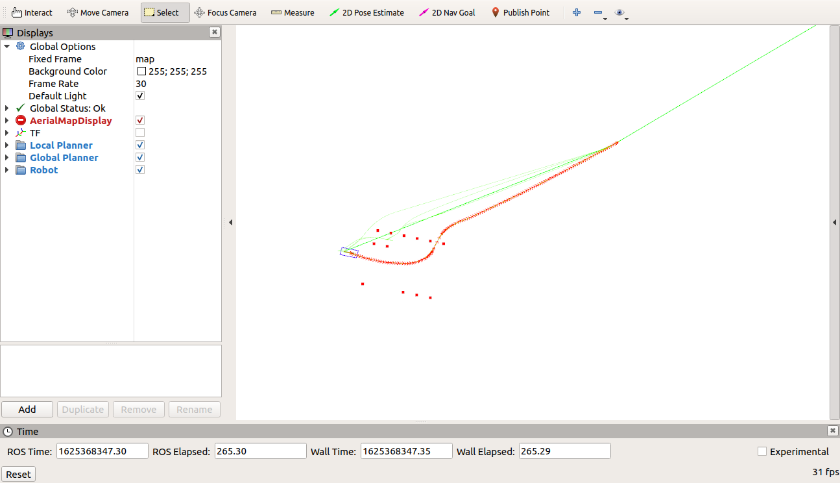 Interact Move Camera Select Focus Camera Measure 2D Pose Estimate 2D Nav Goal Publish Point
Displays
Global Options
Fixed Frame map
Background Color 255; 255; 255
Frame Rate 30
Default Light
Global Status: Ok
AerialMapDisplay
TF
Local Planner
Global Planner
Robot
Add Duplicate Remove Rename
Time
ROS Time: 1625368347.30 ROS Elapsed: 265.30 Wall Time: 1625368347.35 Wall Elapsed: 265.29 Experimental
Reset 31 fps